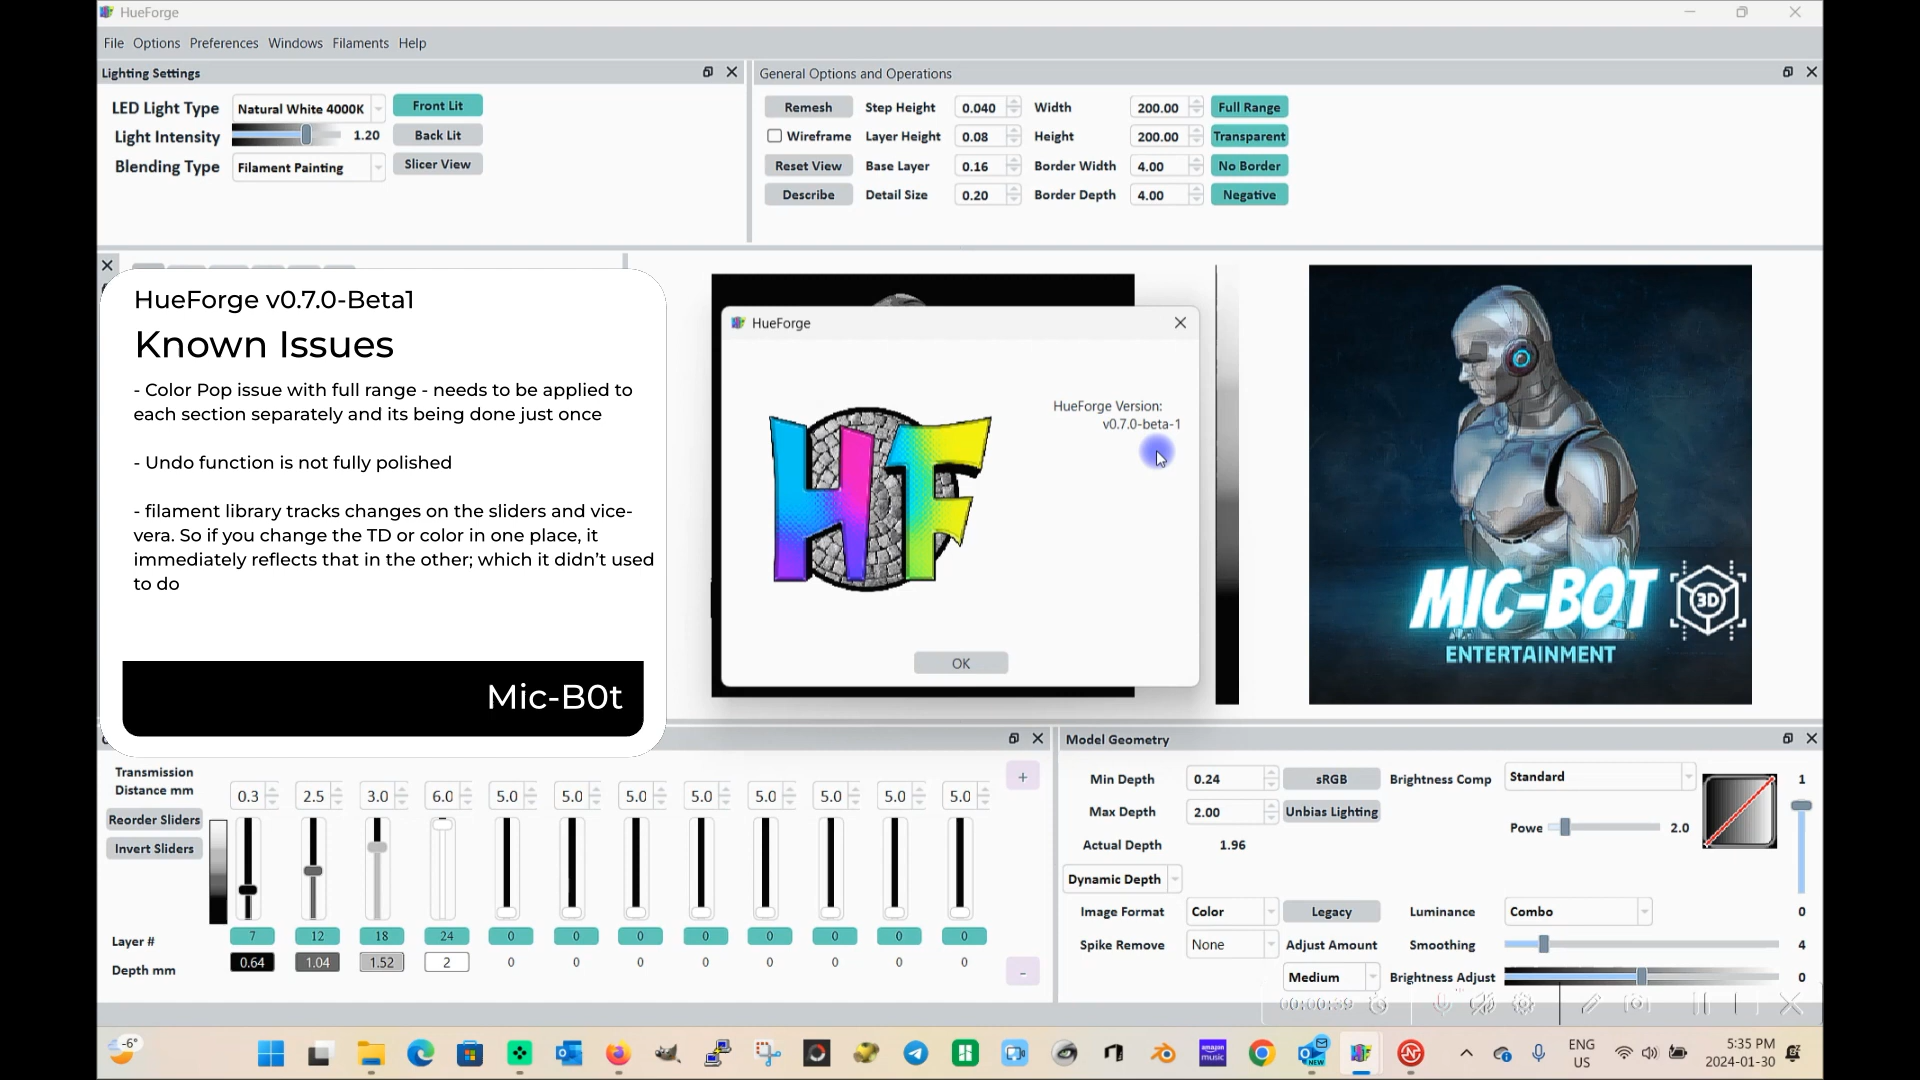 HueForge
File Options Preferences Windows Filaments Help
Lighting Settings
LED Light Type Natural White 4000K Front Lit
Light Intensity 1.20 Back Lit
Blending Type Filament Painting Slicer View
General Options and Operations
Remesh Step Height 0.040 Width 200.00 Full Range
Wireframe Layer Height 0.08 Height 200.00 Transparent
Reset View Base Layer 0.16 Border Width 4.00 No Border
Describe Detail Size 0.20 Border Depth 4.00 Negative
HueForge v0.7.0-Beta1
Known Issues
- Color Pop issue with full range - needs to be applied to
each section separately and its being done just once
- Undo function is not fully polished
- filament library tracks changes on the sliders and vice-
vera. So if you change the TD or color in one place, it
immediately reflects that in the other; which it didn't used
to do
Mic-B0t
HueForge
HF
HueForge Version:
v0.7.0-beta-1
OK
MIC-BOT
3D
ENTERTAINMENT
Transmission
Distance mm
0.3 2.5 3.0 6.0 5.0 5.0 5.0 5.0 5.0 5.0 5.0 5.0 +
Reorder Sliders
Invert Sliders
Layer # 7 12 18 24 0 0 0 0 0 0 0 0
Depth mm 0.64 1.04 1.52 2 0 0 0 0 0 0 0 0 -
Model Geometry
Min Depth 0.24 sRGB Brightness Comp Standard 1
Max Depth 2.00 Unbias Lighting Powe 2.0
Actual Depth 1.96
Dynamic Depth
Image Format Color Legacy Luminance Combo 0
Spike Remove None Adjust Amount Smoothing 4
Medium Brightness Adjust 0
00:00:39
-6°
amazon
music
NEW
ENG
US
5:35 PM
2024-01-30